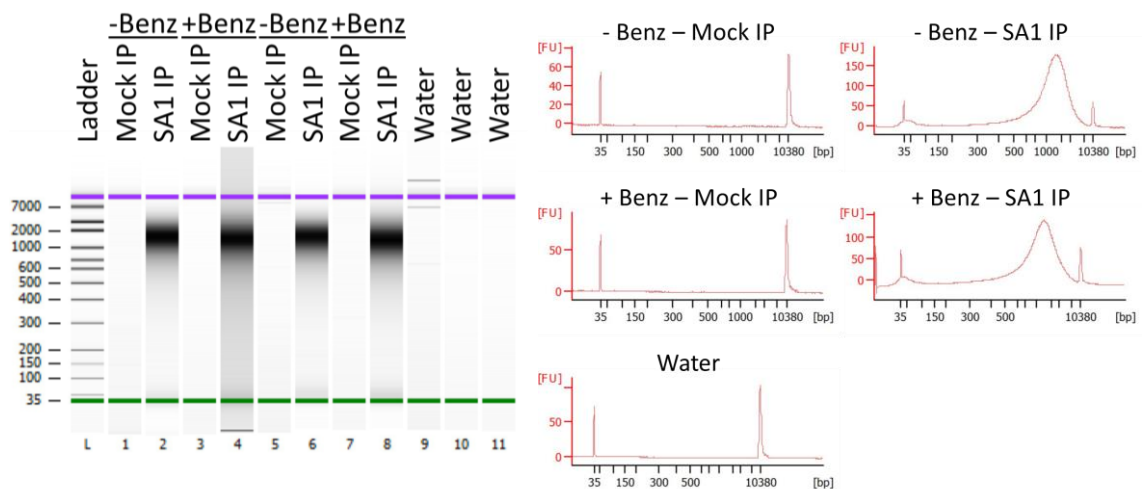 -Benz +Benz -Benz +Benz
Ladder Mock IP SA1 IP Mock IP SA1 IP Mock IP SA1 IP Mock IP SA1 IP Water Water Water
7000
2000
1000
600
500
400
300
200
150
100
35
L 1 2 3 4 5 6 7 8 9 10 11
- Benz – Mock IP
[FU]
80
60
40
20
0
35 150 300 500 1000 10380 [bp]
- Benz – SA1 IP
[FU]
150
100
50
0
35 150 300 500 1000 10380 [bp]
+ Benz – Mock IP
[FU]
50
0
35 150 300 500 1000 10380 [bp]
+ Benz – SA1 IP
[FU]
100
50
0
35 150 300 500 10380 [bp]
Water
[FU]
50
0
35 150 300 500 10380 [bp]